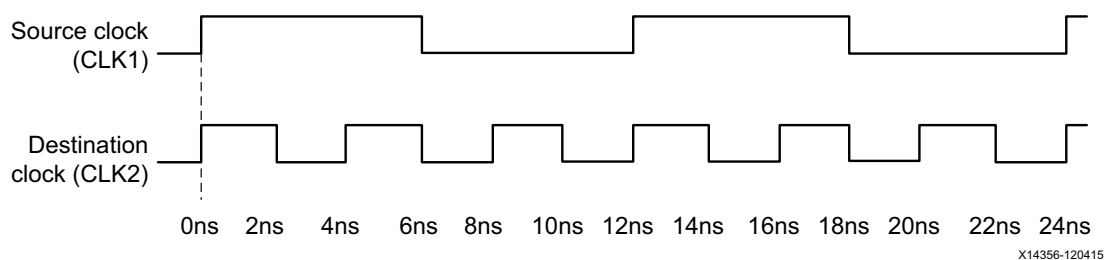 Source clock
(CLK1)
Destination
clock (CLK2)
0ns 2ns 4ns 6ns 8ns 10ns 12ns 14ns 16ns 18ns 20ns 22ns 24ns
X14356-120415